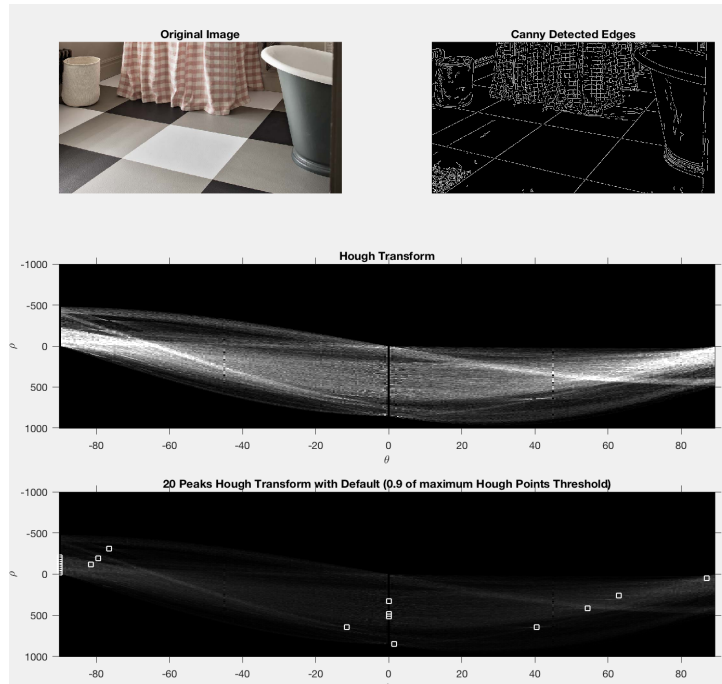 Original Image
Canny Detected Edges
Hough Transform
-1000
-500
0
500
1000
ρ
-80 -60 -40 -20 0 20 40 60 80
θ
20 Peaks Hough Transform with Default (0.9 of maximum Hough Points Threshold)
-1000
-500
0
500
1000
ρ
-80 -60 -40 -20 0 20 40 60 80